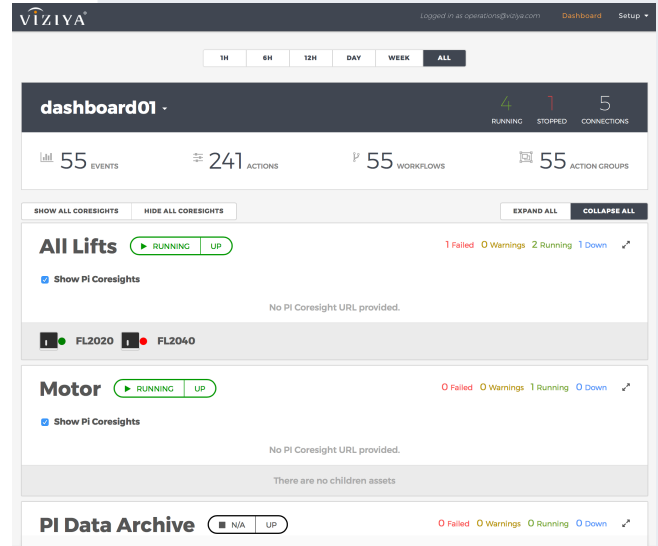 VIZIYA®
Logged in as operations@viziya.com Dashboard Setup
1H 6H 12H DAY WEEK ALL
dashboard01
4 1 5
RUNNING STOPPED CONNECTIONS
55 EVENTS 241 ACTIONS 55 WORKFLOWS 55 ACTION GROUPS
SHOW ALL CORESIGHTS HIDE ALL CORESIGHTS EXPAND ALL COLLAPSE ALL
All Lifts RUNNING UP 1 Failed 0 Warnings 2 Running 1 Down
Show Pi Coresights
No PI Coresight URL provided.
FL2020 FL2040
Motor RUNNING UP 0 Failed 0 Warnings 1 Running 0 Down
Show Pi Coresights
No PI Coresight URL provided.
There are no children assets
PI Data Archive N/A UP 0 Failed 0 Warnings 0 Running 0 Down